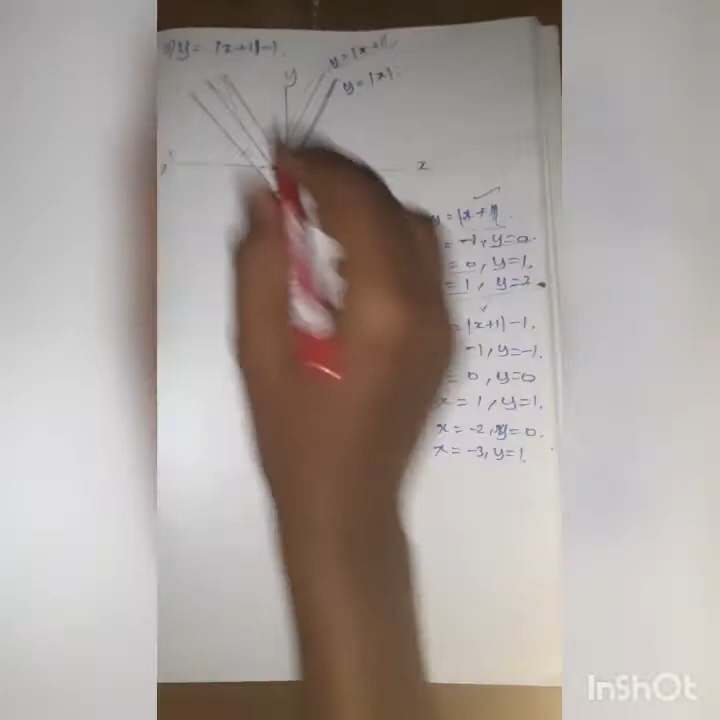 y = |x+1|-1.
y
y = |x+1|.
y = |x|.
x
y = |x+1|.
= -1, y=0.
= 0, y=1.
= 1, y=2.
= |x+1|-1.
-1, y=-1.
= 0, y=0
x = 1, y=1.
x = -2, y=0.
x = -3, y=1.
InShOt